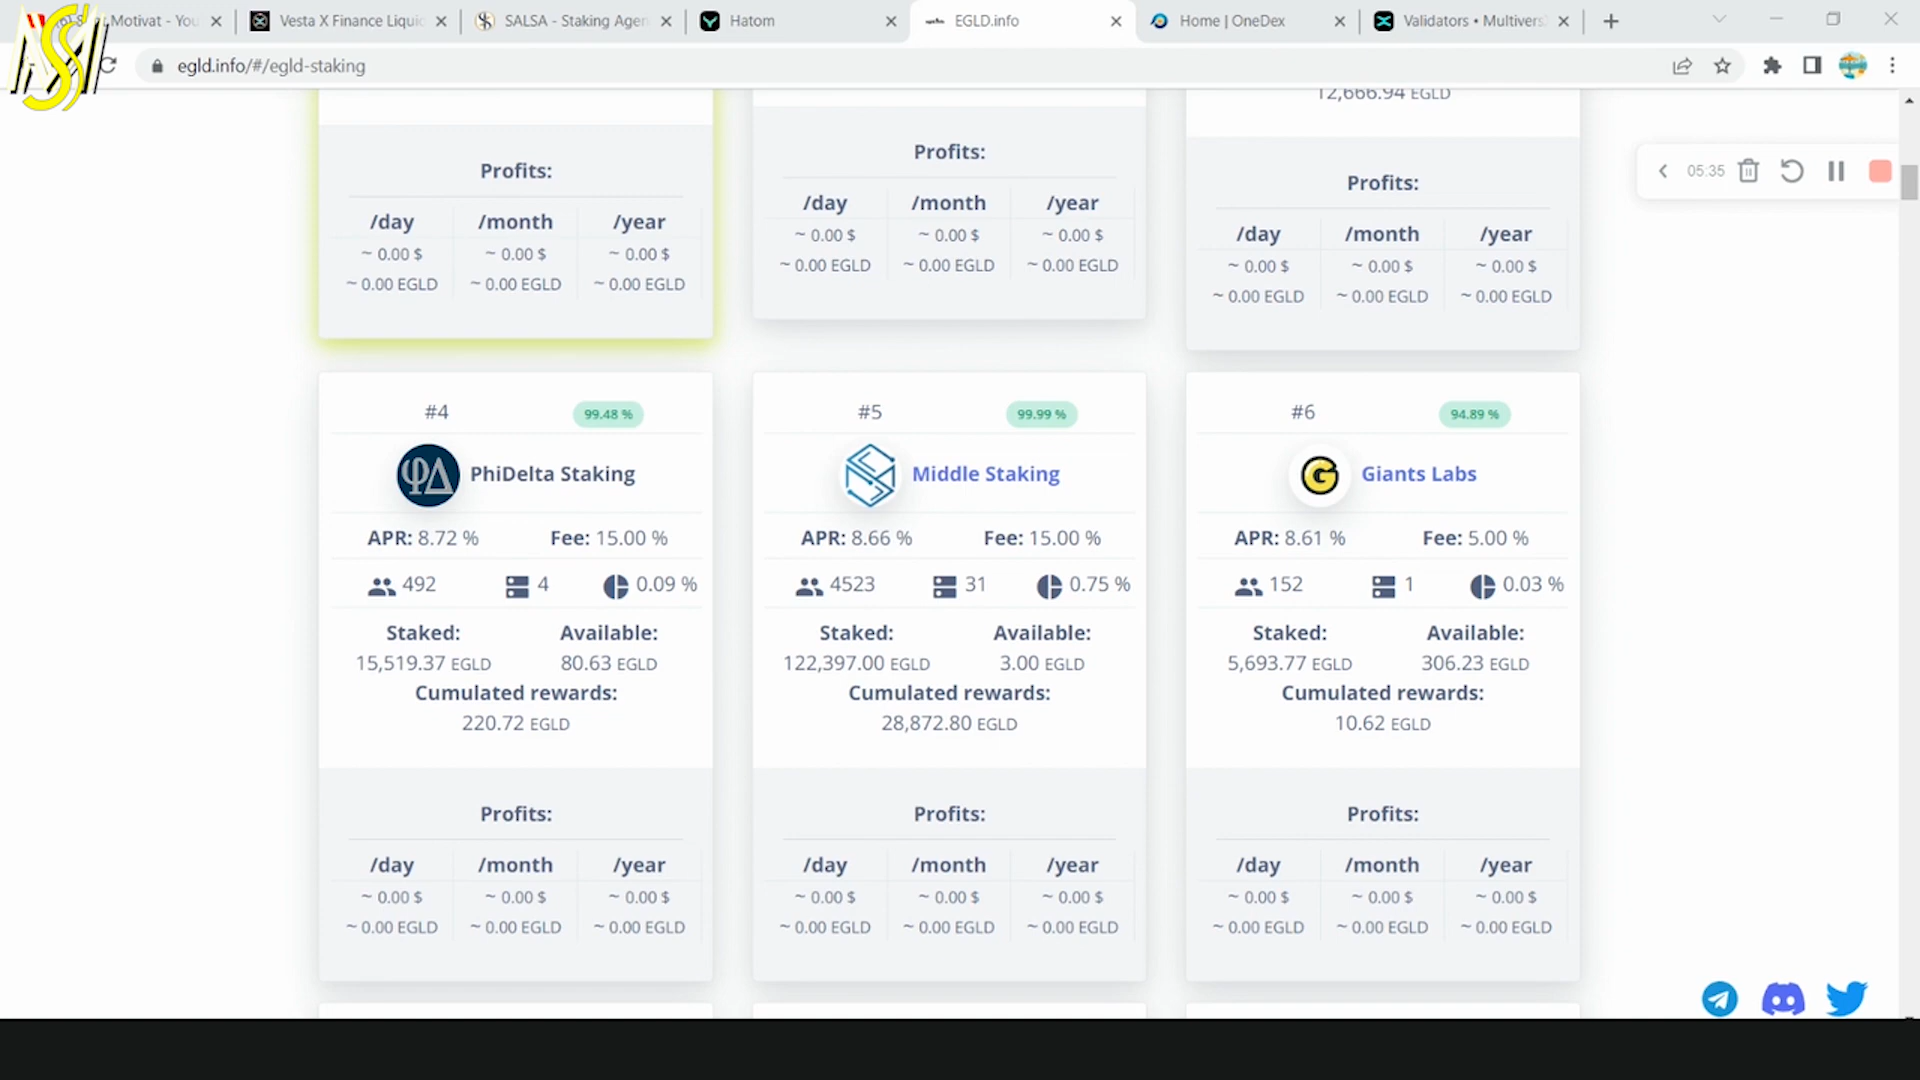 Motivat - You
Vesta X Finance Liquid
SALSA - Staking Agen
Hatom
EGLD.info
Home | OneDex
Validators • Multivers
egld.info/#/egld-staking
05:35
12,666.94 EGLD
Profits:
/day /month /year
~ 0.00 $ ~ 0.00 $ ~ 0.00 $
~ 0.00 EGLD ~ 0.00 EGLD ~ 0.00 EGLD
Profits:
/day /month /year
~ 0.00 $ ~ 0.00 $ ~ 0.00 $
~ 0.00 EGLD ~ 0.00 EGLD ~ 0.00 EGLD
Profits:
/day /month /year
~ 0.00 $ ~ 0.00 $ ~ 0.00 $
~ 0.00 EGLD ~ 0.00 EGLD ~ 0.00 EGLD
#4 99.48 %
φΔ PhiDelta Staking
APR: 8.72 % Fee: 15.00 %
492 4 0.09 %
Staked: Available:
15,519.37 EGLD 80.63 EGLD
Cumulated rewards:
220.72 EGLD
Profits:
/day /month /year
~ 0.00 $ ~ 0.00 $ ~ 0.00 $
~ 0.00 EGLD ~ 0.00 EGLD ~ 0.00 EGLD
#5 99.99 %
Middle Staking
APR: 8.66 % Fee: 15.00 %
4523 31 0.75 %
Staked: Available:
122,397.00 EGLD 3.00 EGLD
Cumulated rewards:
28,872.80 EGLD
Profits:
/day /month /year
~ 0.00 $ ~ 0.00 $ ~ 0.00 $
~ 0.00 EGLD ~ 0.00 EGLD ~ 0.00 EGLD
#6 94.89 %
G Giants Labs
APR: 8.61 % Fee: 5.00 %
152 1 0.03 %
Staked: Available:
5,693.77 EGLD 306.23 EGLD
Cumulated rewards:
10.62 EGLD
Profits:
/day /month /year
~ 0.00 $ ~ 0.00 $ ~ 0.00 $
~ 0.00 EGLD ~ 0.00 EGLD ~ 0.00 EGLD